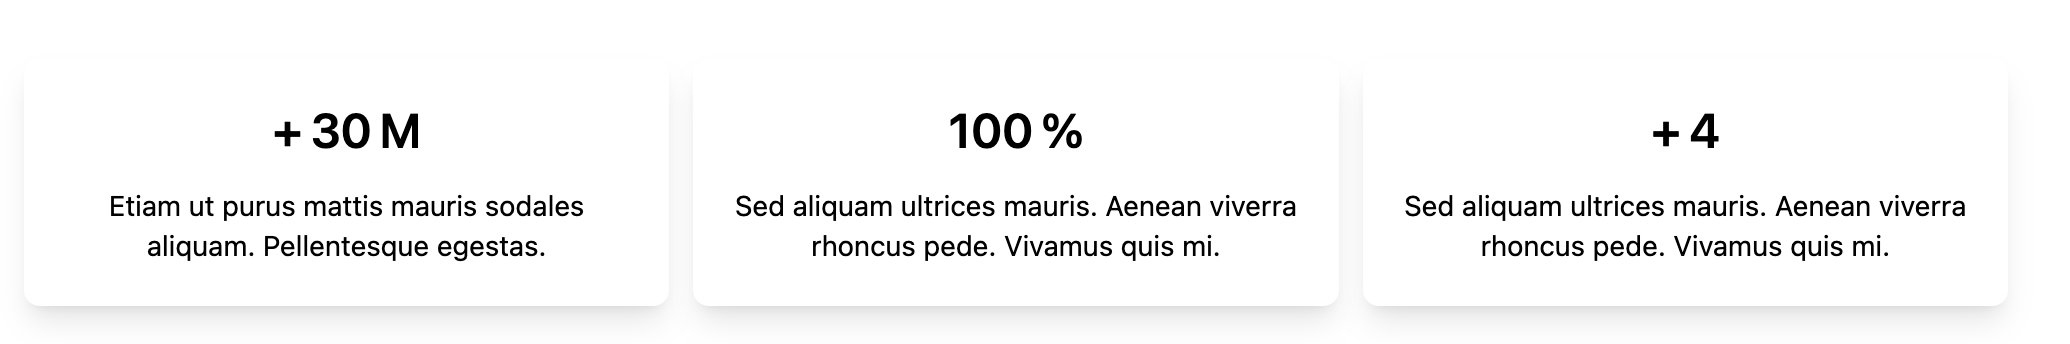 + 30 M
Etiam ut purus mattis mauris sodales
aliquam. Pellentesque egestas.
100 %
Sed aliquam ultrices mauris. Aenean viverra
rhoncus pede. Vivamus quis mi.
+ 4
Sed aliquam ultrices mauris. Aenean viverra
rhoncus pede. Vivamus quis mi.